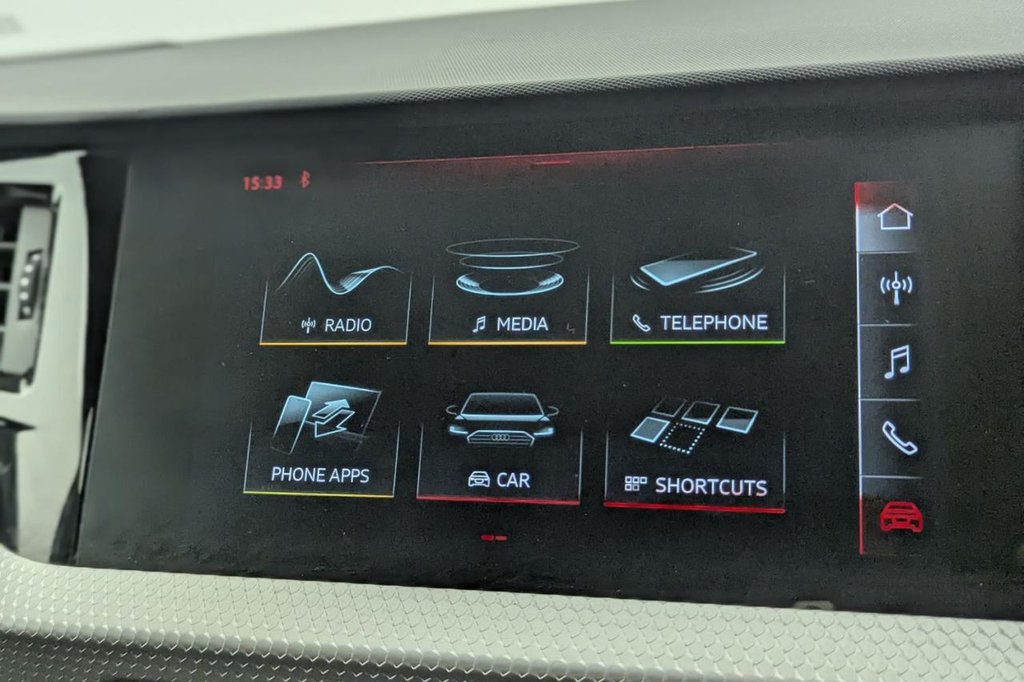 15:33
RADIO
MEDIA
TELEPHONE
PHONE APPS
CAR
SHORTCUTS